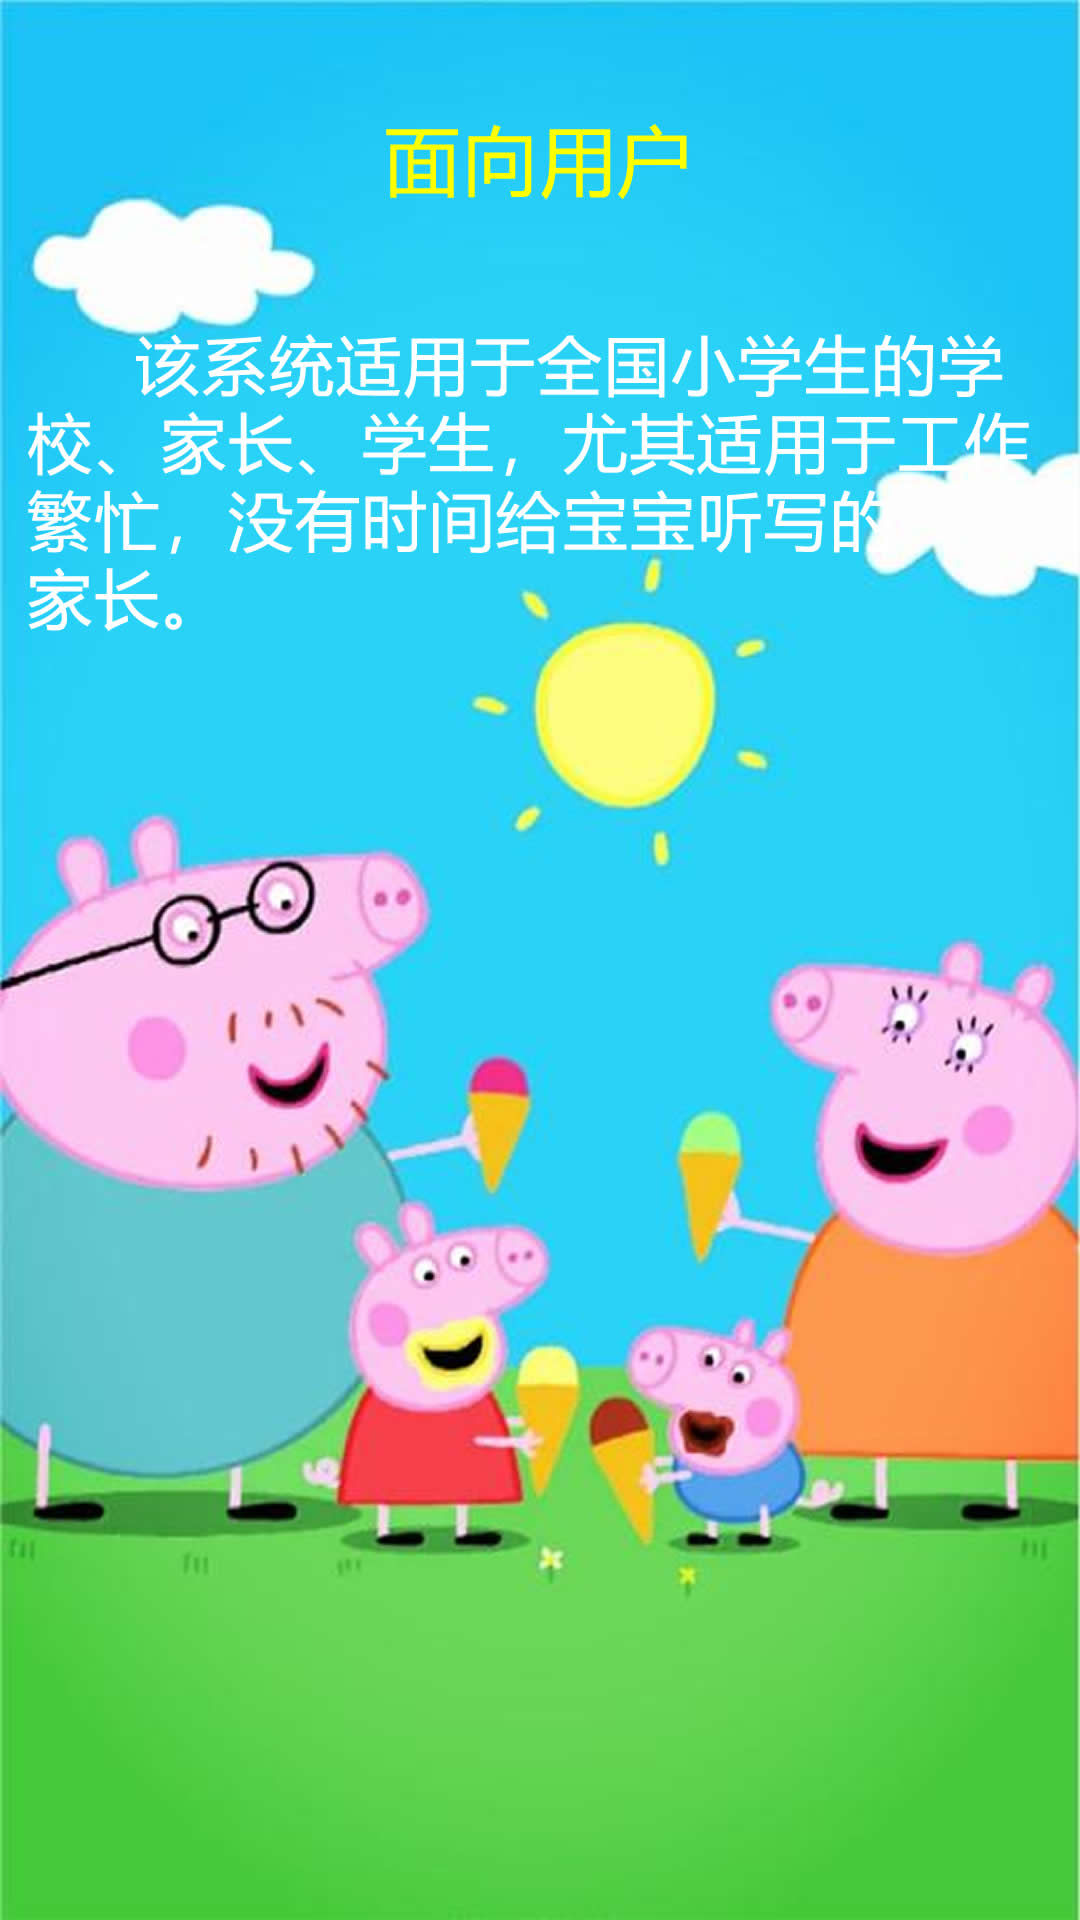 面向用户
该系统适用于全国小学生的学
校、家长、学生，尤其适用于工作
繁忙，没有时间给宝宝听写的
家长。